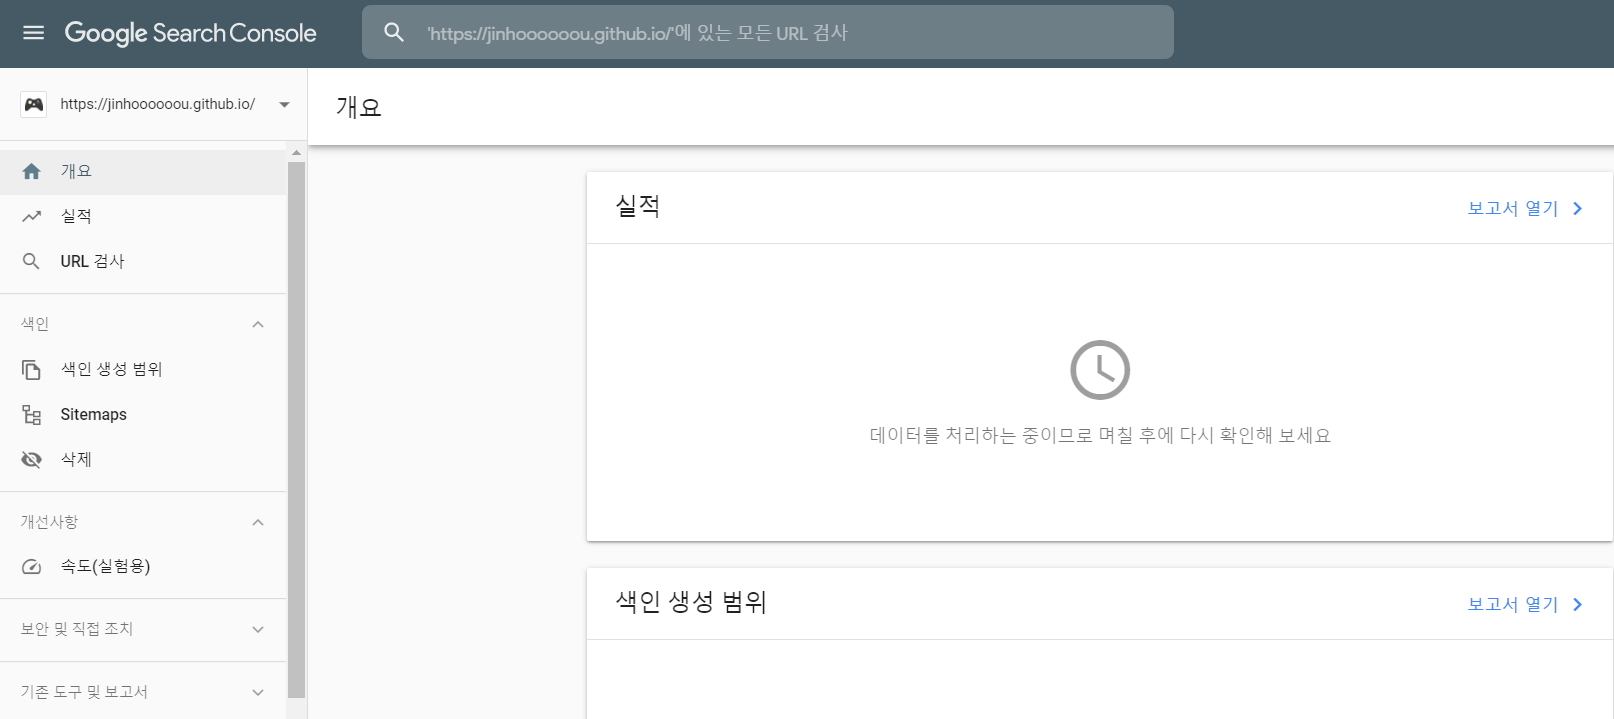 Google Search Console
'https://jinhoooooou.github.io/'에 있는 모든 URL 검사
https://jinhoooooou.github.io/
개요
실적
URL 검사
색인
색인 생성 범위
Sitemaps
삭제
개선사항
속도(실험용)
보안 및 직접 조치
기존 도구 및 보고서
개요
실적
보고서 열기
데이터를 처리하는 중이므로 며칠 후에 다시 확인해 보세요
색인 생성 범위
보고서 열기